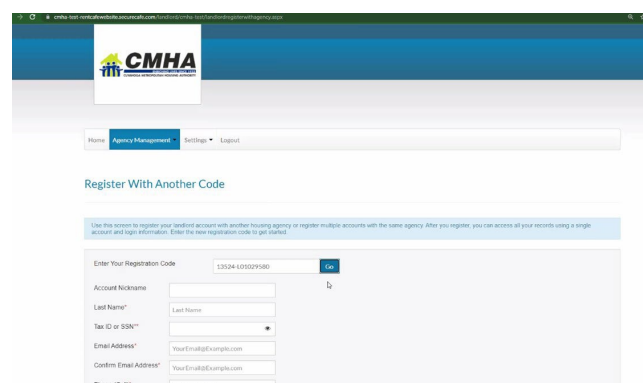 cmha-test-rentcafewebsite.securecafe.com/landlord/cmha-test/landlordregisterwithagency.aspx
CMHA
Home Agency Management Settings Logout
Register With Another Code
Use this screen to register your landlord account with another housing agency or register multiple accounts with the same agency. After you register, you can access all your records using a single
account and login information. Enter the new registration code to get started.
Enter Your Registration Code 13524-L01029580 Go
Account Nickname
Last Name* Last Name
Tax ID or SSN**
Email Address* YourEmail@Example.com
Confirm Email Address* YourEmail@Example.com